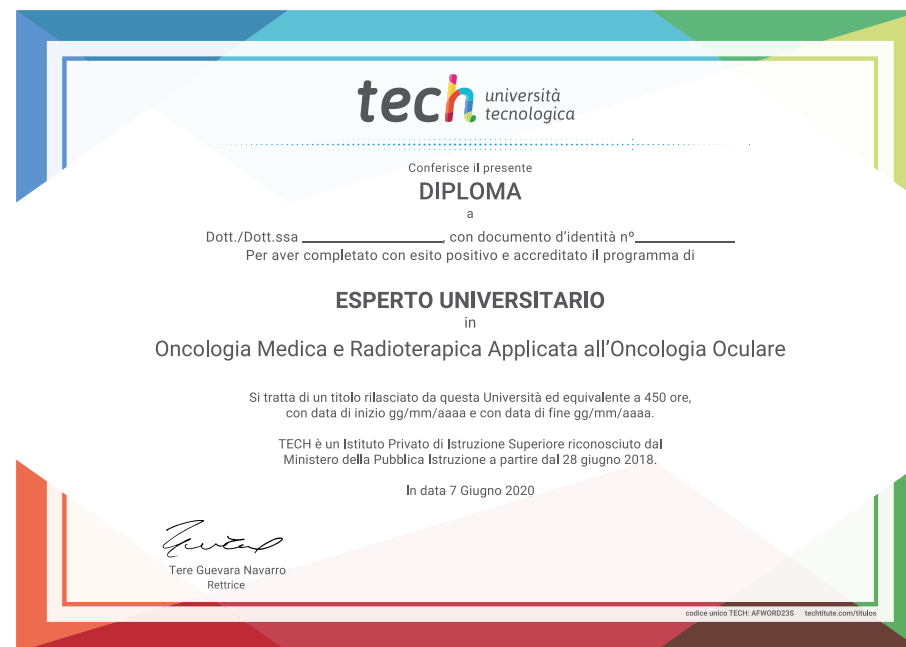 tech università
tecnologica
Conferisce il presente
DIPLOMA
a
Dott./Dott.ssa ____________________, con documento d'identità nº______________
Per aver completato con esito positivo e accreditato il programma di
ESPERTO UNIVERSITARIO
in
Oncologia Medica e Radioterapica Applicata all'Oncologia Oculare
Si tratta di un titolo rilasciato da questa Università ed equivalente a 450 ore,
con data di inizio gg/mm/aaaa e con data di fine gg/mm/aaaa.
TECH è un Istituto Privato di Istruzione Superiore riconosciuto dal
Ministero della Pubblica Istruzione a partire dal 28 giugno 2018.
In data 7 Giugno 2020
Tere Guevara Navarro
Rettrice
codice unico TECH: AFWORD23S techtitute.com/titulos